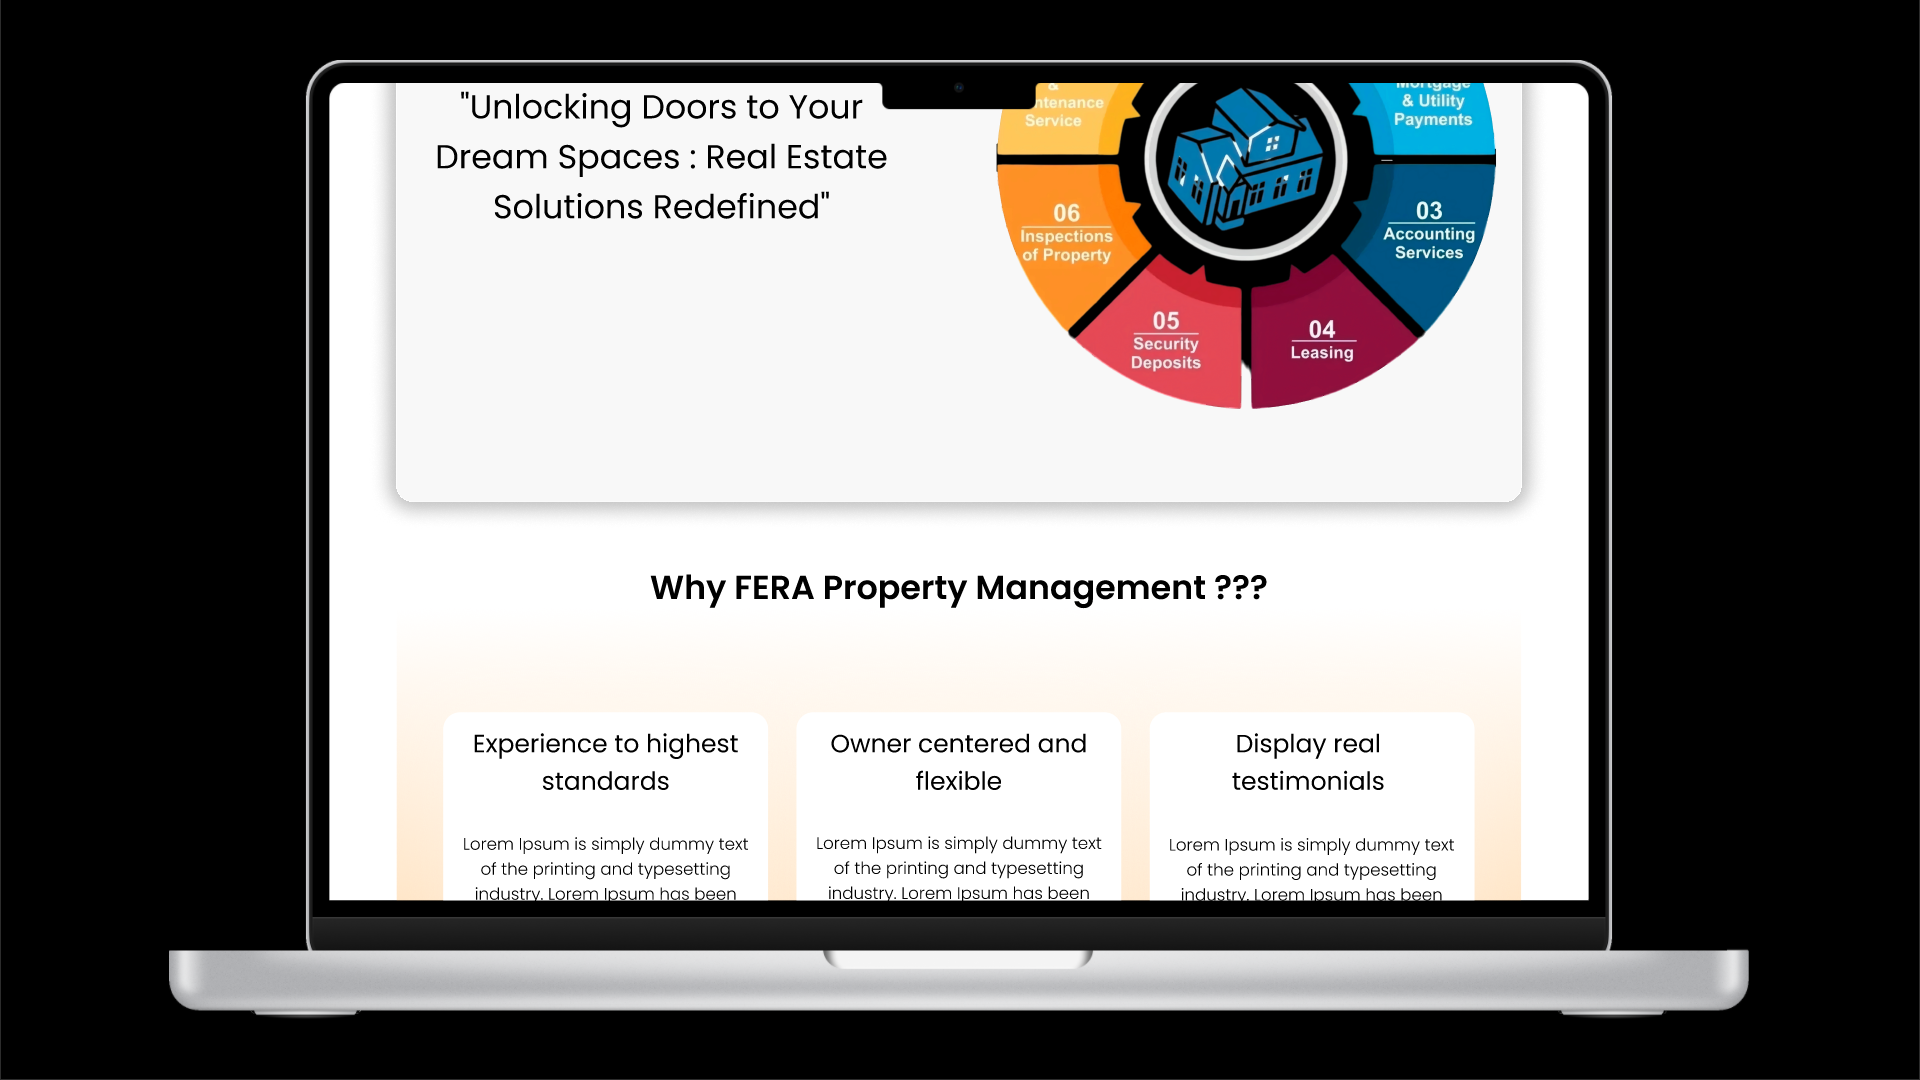 "Unlocking Doors to Your
Dream Spaces : Real Estate
Solutions Redefined"
&
Service
Mortgage
& Utility
Payments
06
Inspections
of Property
03
Accounting
Services
05
Security
Deposits
04
Leasing
Why FERA Property Management ???
Experience to highest
standards
Lorem Ipsum is simply dummy text
of the printing and typesetting
industry. Lorem Ipsum has been
Owner centered and
flexible
Lorem Ipsum is simply dummy text
of the printing and typesetting
industry. Lorem Ipsum has been
Display real
testimonials
Lorem Ipsum is simply dummy text
of the printing and typesetting
industry. Lorem Ipsum has been